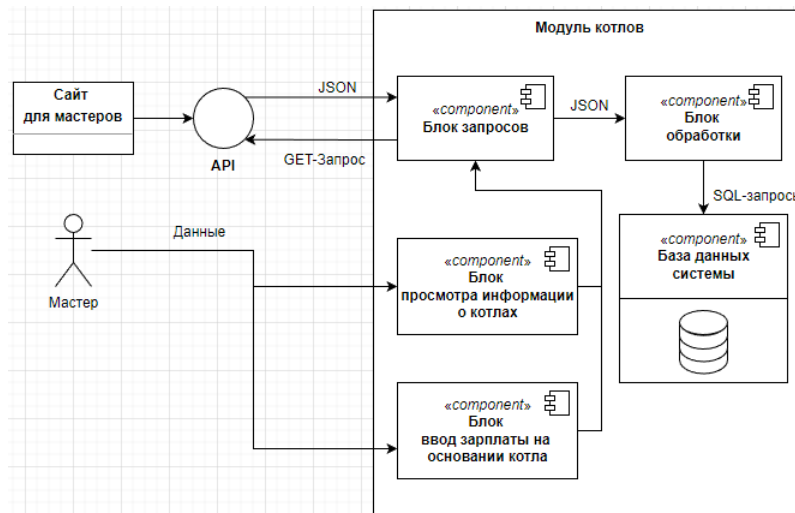 Модуль котлов
Сайт
для мастеров
API
JSON
GET-Запрос
«component»
Блок запросов
JSON
«component»
Блок
обработки
SQL-запросы
«component»
База данных
системы
Мастер
Данные
«component»
Блок
просмотра информации
о котлах
«component»
Блок
ввод зарплаты на
основании котла